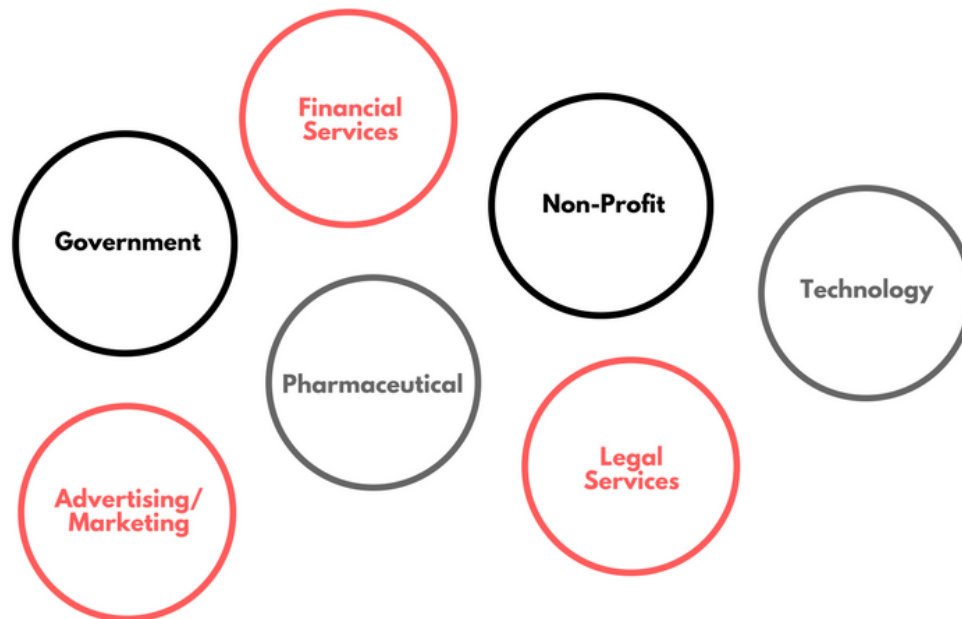 Financial
Services
Non-Profit
Government
Technology
Pharmaceutical
Legal
Services
Advertising/
Marketing